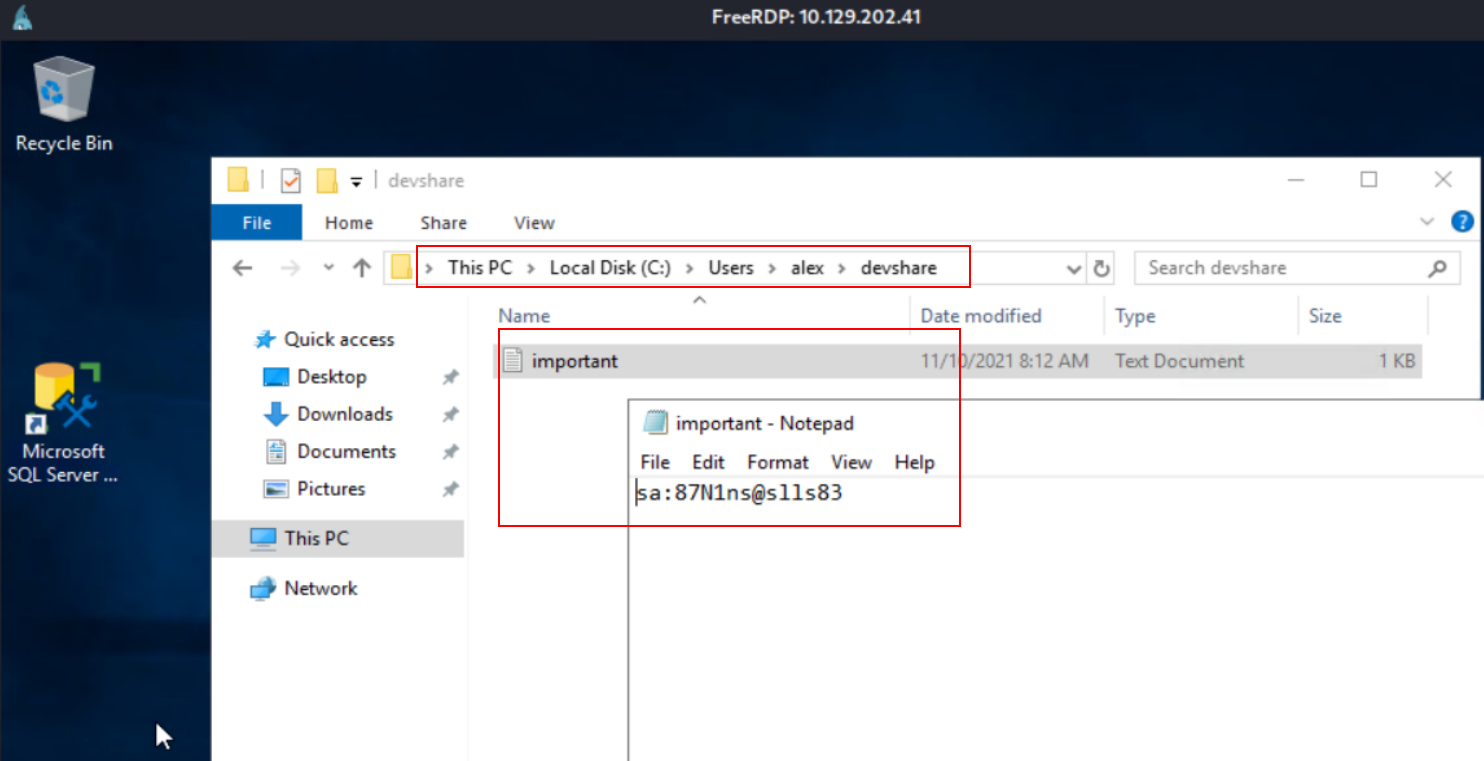 FreeRDP: 10.129.202.41
Recycle Bin
devshare
File Home Share View
This PC > Local Disk (C:) > Users > alex > devshare
Search devshare
Name Date modified Type Size
Quick access
important 11/10/2021 8:12 AM Text Document 1 KB
Desktop
Downloads
important - Notepad
Microsoft
SQL Server ...
Documents
File Edit Format View Help
Pictures
sa:87N1ns@slls83
This PC
Network